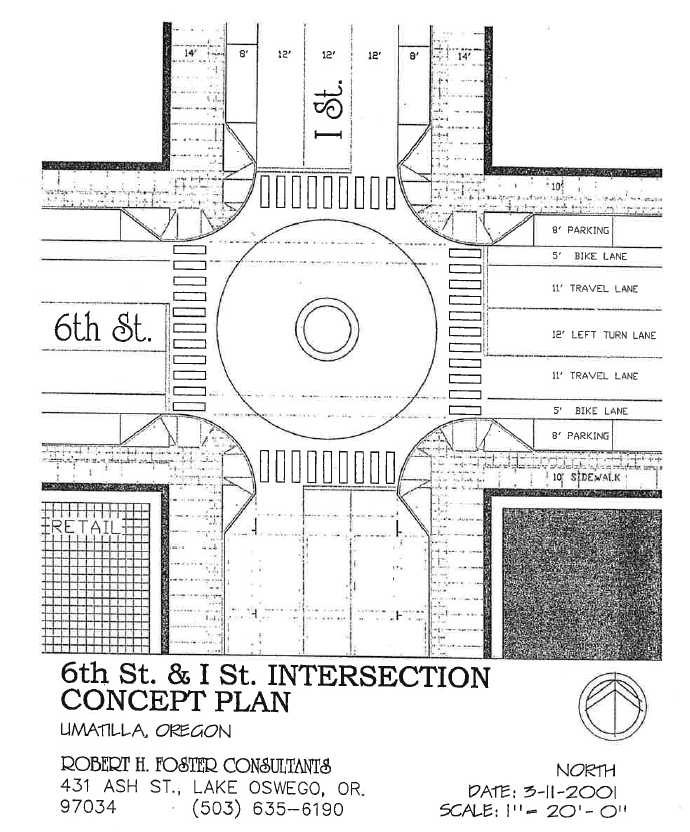 14' 8' 12' 12' 12' 8' 14'
I St.
10'
8' PARKING
5' BIKE LANE
11' TRAVEL LANE
6th St.
12' LEFT TURN LANE
11' TRAVEL LANE
5' BIKE LANE
8' PARKING
10' SIDEWALK
RETAIL
6th St. & I St. INTERSECTION
CONCEPT PLAN
UMATILLA, OREGON
ROBERT H. FOSTER CONSULTANTS
431 ASH ST., LAKE OSWEGO, OR.
97034 (503) 635-6190
NORTH
DATE: 3-11-2001
SCALE: 1" = 20'-0"